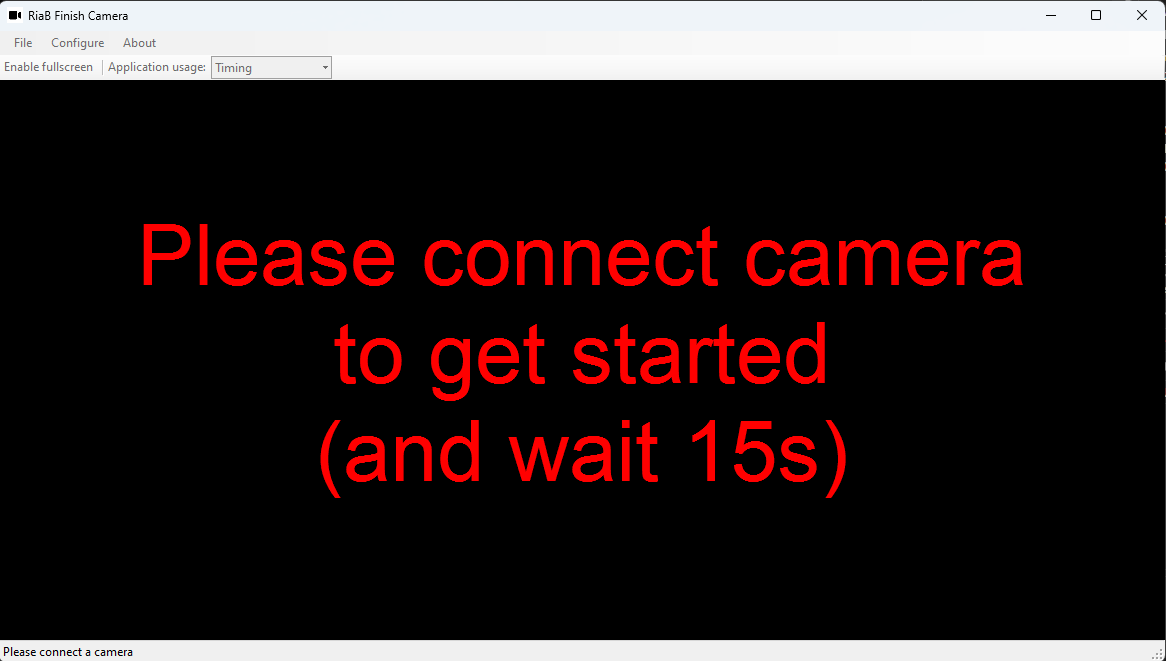 RiaB Finish Camera
File Configure About
Enable fullscreen Application usage: Timing
Please connect camera
to get started
(and wait 15s)
Please connect a camera